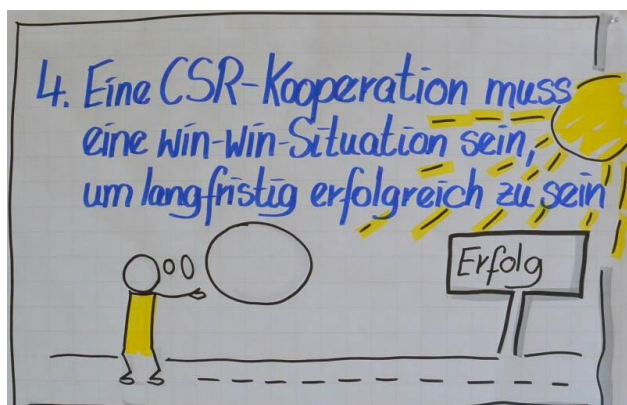 4. Eine CSR-Kooperation muss
eine Win-Win-Situation sein,
um langfristig erfolgreich zu sein
Erfolg